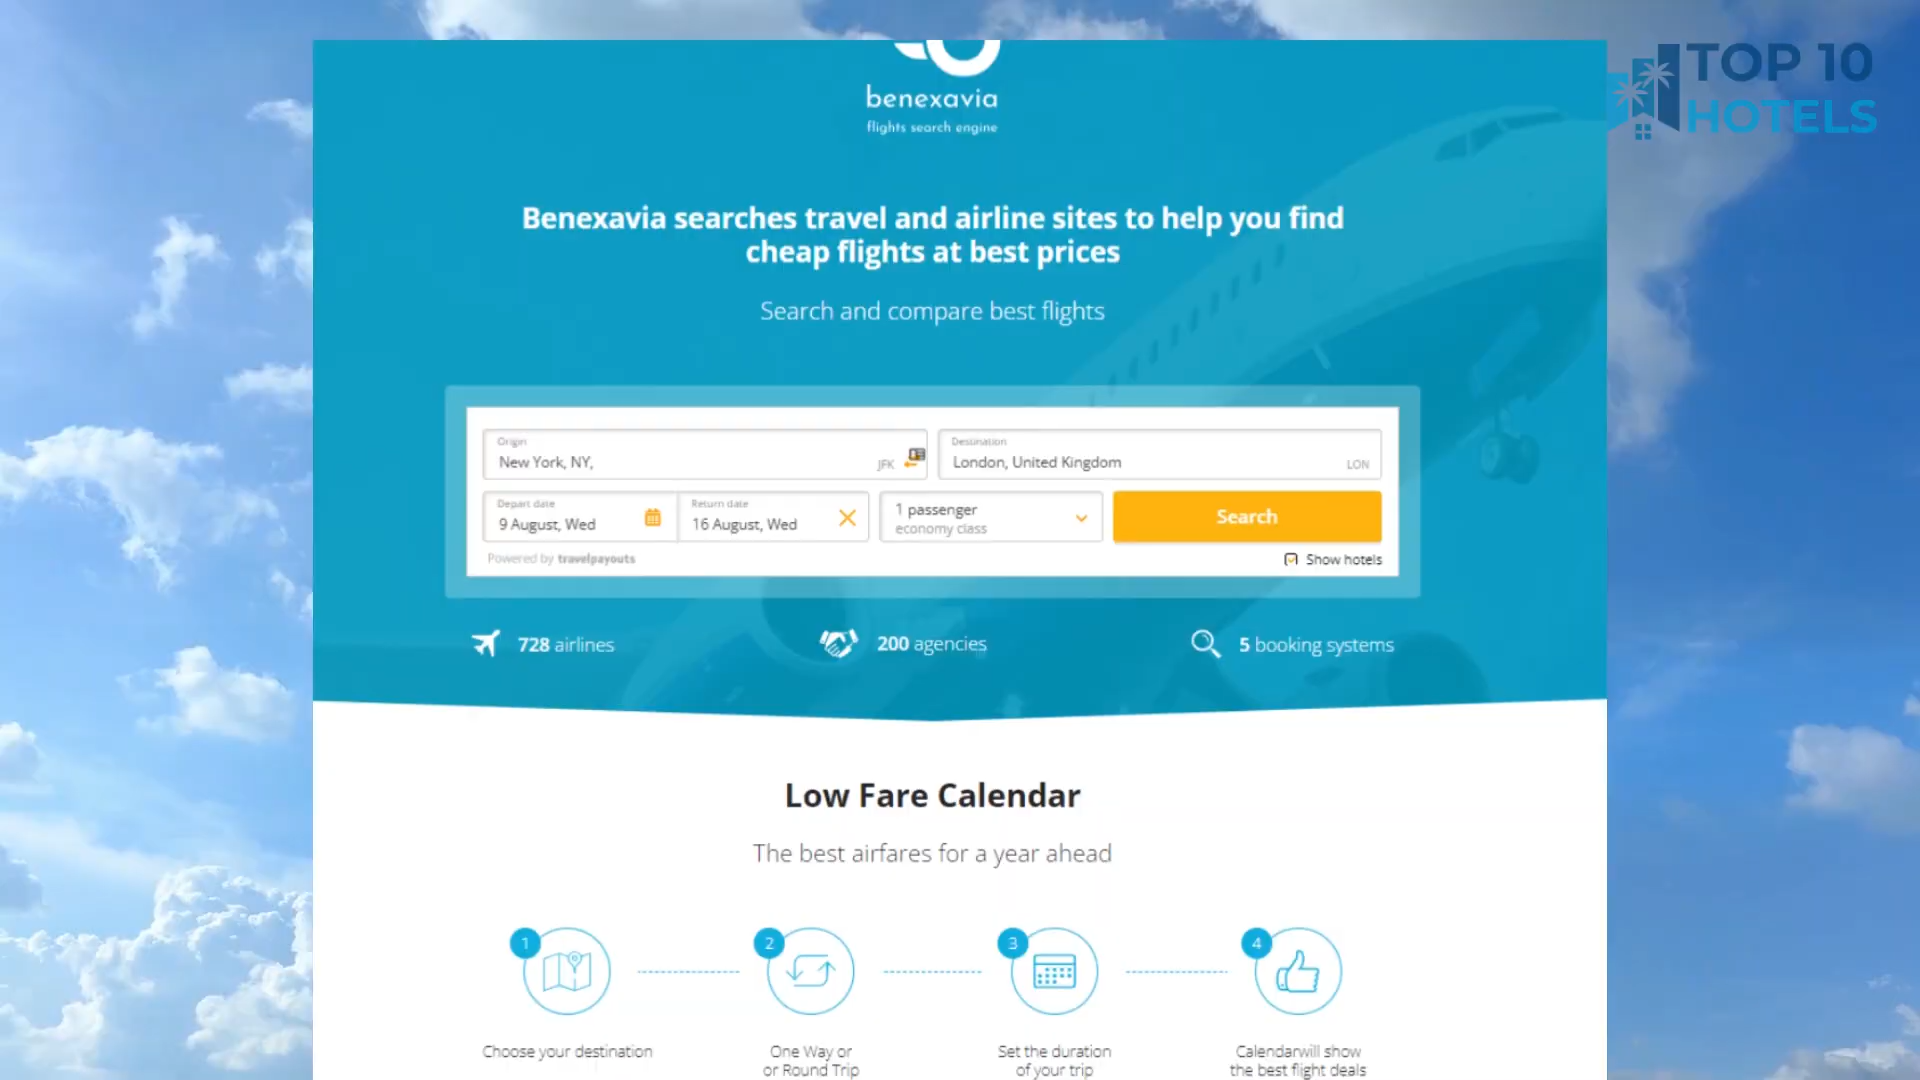 TOP 10
HOTELS
benexavia
flights search engine
Benexavia searches travel and airline sites to help you find
cheap flights at best prices
Search and compare best flights
Origin
New York, NY,
JFK
Destination
London, United Kingdom
LON
Depart date
9 August, Wed
Return date
16 August, Wed
1 passenger
economy class
Search
Powered by travelpayouts
Show hotels
728 airlines
200 agencies
5 booking systems
Low Fare Calendar
The best airfares for a year ahead
1
2
3
4
Choose your destination
One Way or
or Round Trip
Set the duration
of your trip
Calendarwill show
the best flight deals